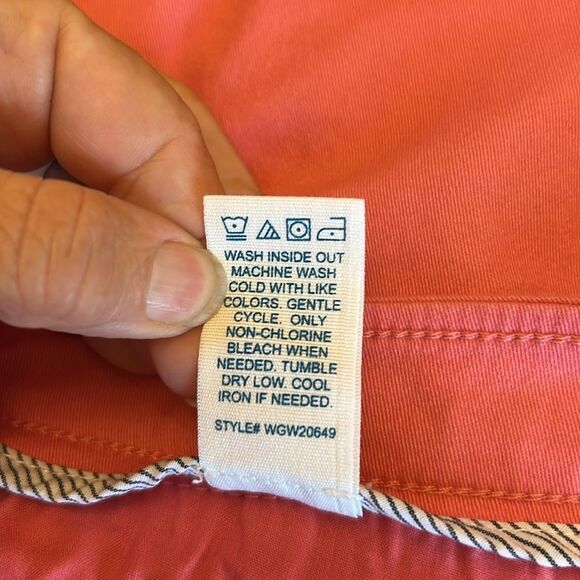 WASH INSIDE OUT
MACHINE WASH
COLD WITH LIKE
COLORS. GENTLE
CYCLE. ONLY
NON-CHLORINE
BLEACH WHEN
NEEDED. TUMBLE
DRY LOW. COOL
IRON IF NEEDED.
STYLE# WGW20649